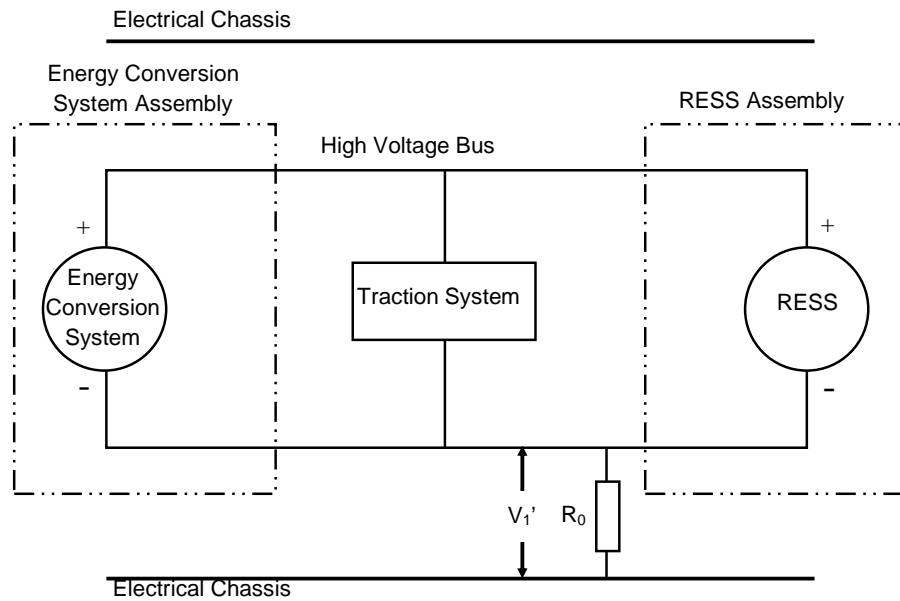 Electrical Chassis
Energy Conversion
System Assembly
RESS Assembly
High Voltage Bus
+
+
Energy
Conversion
System
Traction System
RESS
-
-
V₁’
R₀
Electrical Chassis